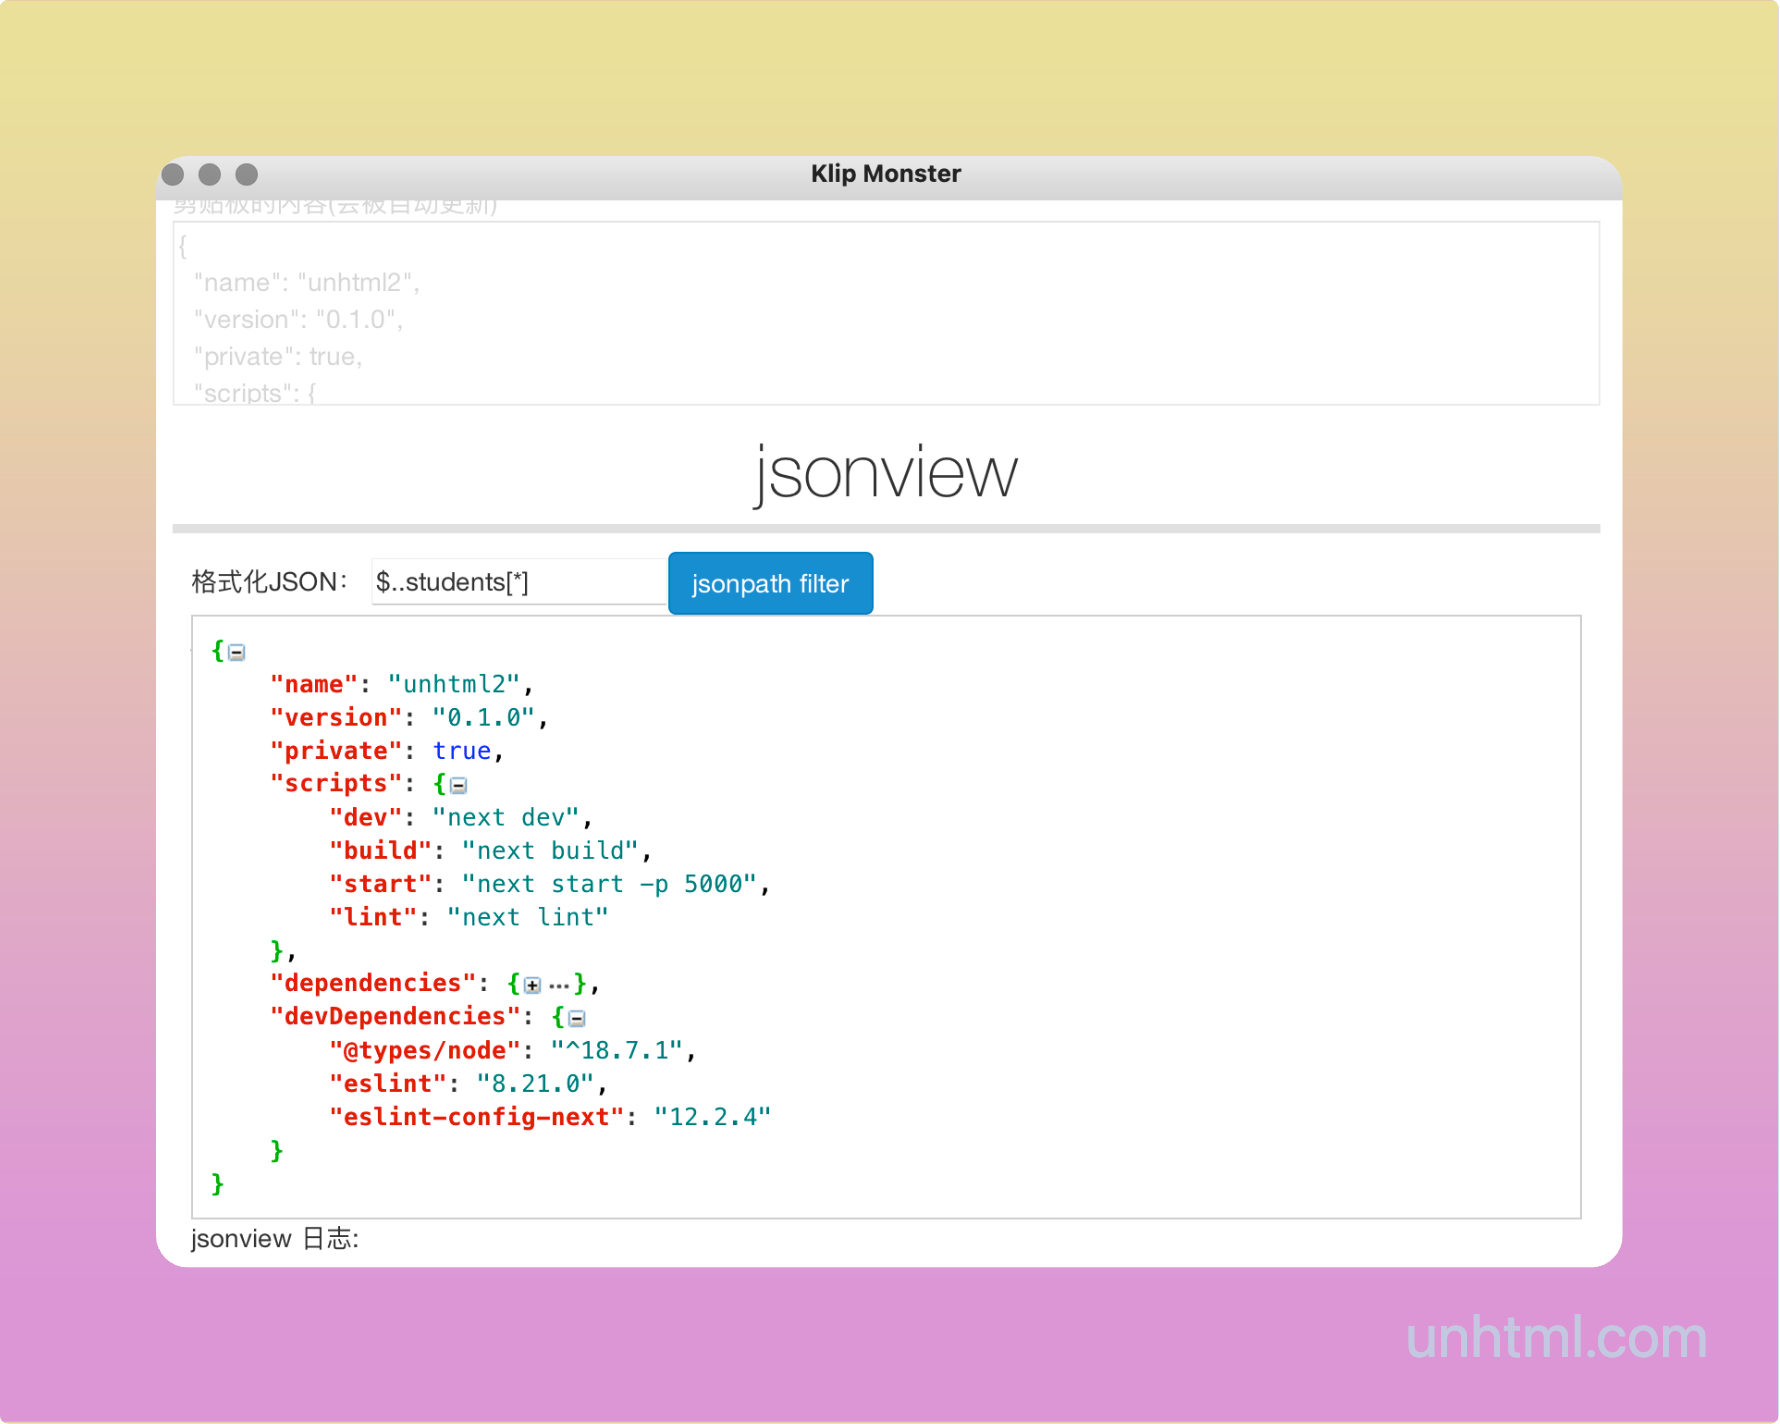 Klip Monster
剪贴板的内容(会被自动更新)
{
"name": "unhtml2",
"version": "0.1.0",
"private": true,
"scripts": {
jsonview
格式化JSON： $..students[*] jsonpath filter
{
"name": "unhtml2",
"version": "0.1.0",
"private": true,
"scripts": {
"dev": "next dev",
"build": "next build",
"start": "next start -p 5000",
"lint": "next lint"
},
"dependencies": {...},
"devDependencies": {
"@types/node": "^18.7.1",
"eslint": "8.21.0",
"eslint-config-next": "12.2.4"
}
}
jsonview 日志:
unhtml.com